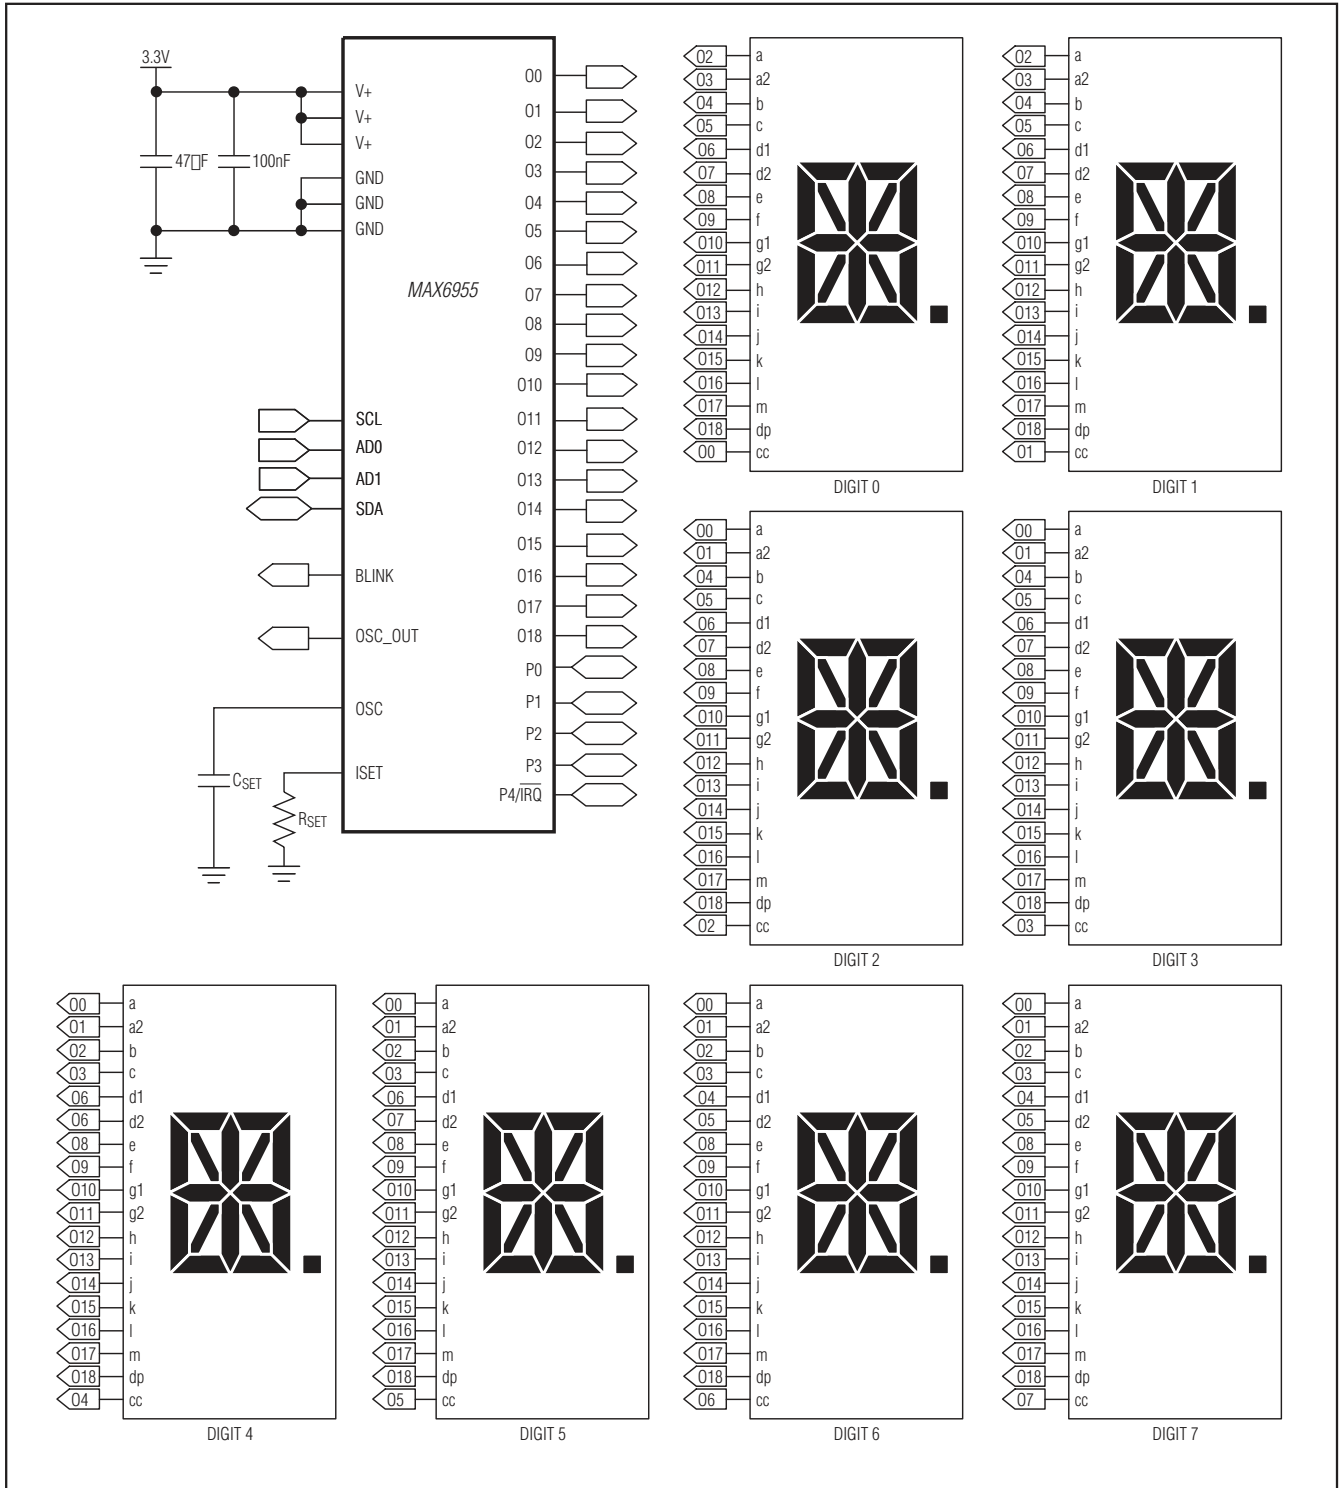 3.3V
47▯F
100nF
V+
V+
V+
GND
GND
GND
MAX6955
SCL
AD0
AD1
SDA
BLINK
OSC_OUT
OSC
ISET
CSET
RSET
O0
O1
O2
O3
O4
O5
O6
O7
O8
O9
O10
O11
O12
O13
O14
O15
O16
O17
O18
P0
P1
P2
P3
P4/IRQ
O2 a
O3 a2
O4 b
O5 c
O6 d1
O7 d2
O8 e
O9 f
O10 g1
O11 g2
O12 h
O13 i
O14 j
O15 k
O16 l
O17 m
O18 dp
O0 cc
DIGIT 0
O2 a
O3 a2
O4 b
O5 c
O6 d1
O7 d2
O8 e
O9 f
O10 g1
O11 g2
O12 h
O13 i
O14 j
O15 k
O16 l
O17 m
O18 dp
O1 cc
DIGIT 1
O0 a
O1 a2
O4 b
O5 c
O6 d1
O7 d2
O8 e
O9 f
O10 g1
O11 g2
O12 h
O13 i
O14 j
O15 k
O16 l
O17 m
O18 dp
O2 cc
DIGIT 2
O0 a
O1 a2
O4 b
O5 c
O6 d1
O7 d2
O8 e
O9 f
O10 g1
O11 g2
O12 h
O13 i
O14 j
O15 k
O16 l
O17 m
O18 dp
O3 cc
DIGIT 3
O0 a
O1 a2
O2 b
O3 c
O6 d1
O6 d2
O8 e
O9 f
O10 g1
O11 g2
O12 h
O13 i
O14 j
O15 k
O16 l
O17 m
O18 dp
O4 cc
DIGIT 4
O0 a
O1 a2
O2 b
O3 c
O6 d1
O7 d2
O8 e
O9 f
O10 g1
O11 g2
O12 h
O13 i
O14 j
O15 k
O16 l
O17 m
O18 dp
O5 cc
DIGIT 5
O0 a
O1 a2
O2 b
O3 c
O4 d1
O5 d2
O8 e
O9 f
O10 g1
O11 g2
O12 h
O13 i
O14 j
O15 k
O16 l
O17 m
O18 dp
O6 cc
DIGIT 6
O0 a
O1 a2
O2 b
O3 c
O4 d1
O5 d2
O8 e
O9 f
O10 g1
O11 g2
O12 h
O13 i
O14 j
O15 k
O16 l
O17 m
O18 dp
O7 cc
DIGIT 7